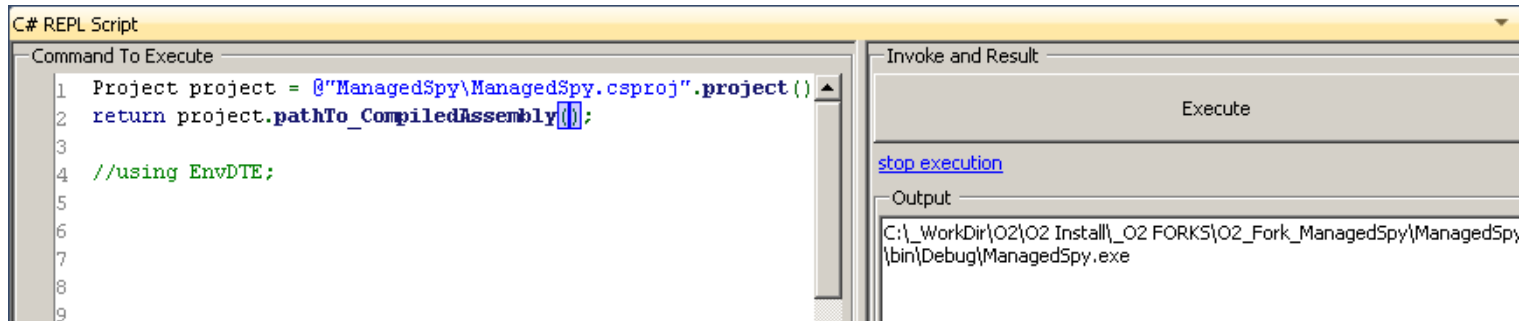 C# REPL Script
Command To Execute
1 Project project = @"ManagedSpy\ManagedSpy.csproj".project()
2 return project.pathTo_CompiledAssembly();
3
4 //using EnvDTE;
5
6
7
8
9
Invoke and Result
Execute
stop execution
Output
C:\_WorkDir\O2\O2 Install\_O2 FORKS\O2_Fork_ManagedSpy\ManagedSpy
\bin\Debug\ManagedSpy.exe